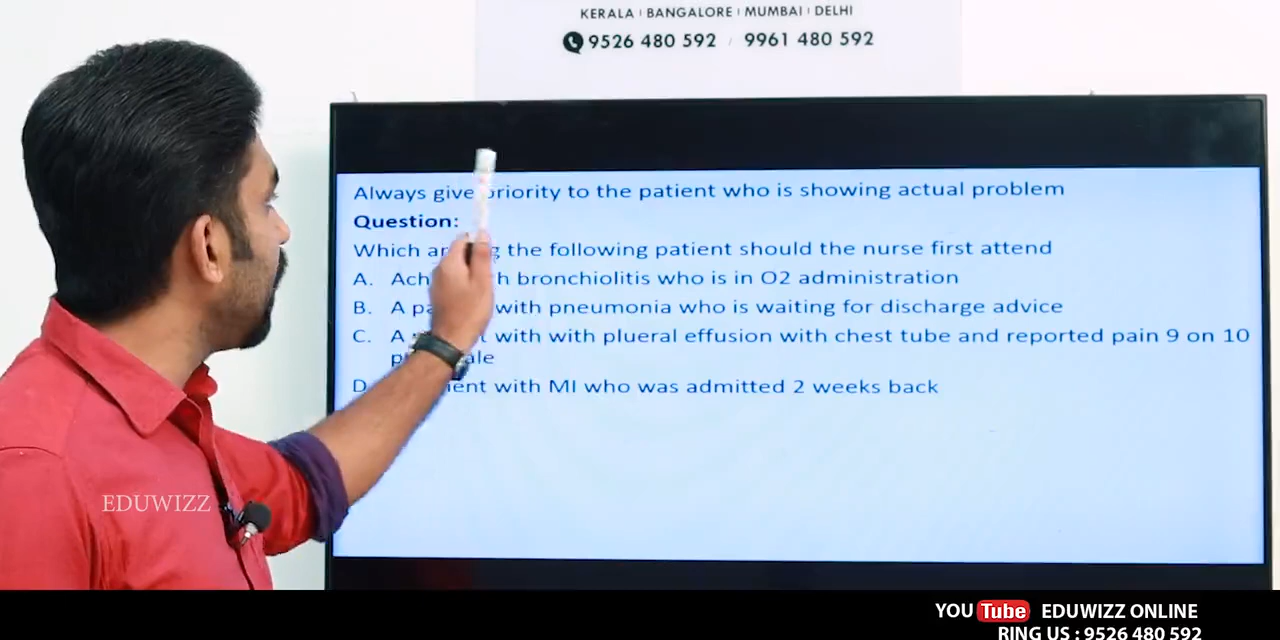 KERALA | BANGALORE | MUMBAI | DELHI
9526 480 592 / 9961 480 592
Always give priority to the patient who is showing actual problem
Question:
Which the following patient should the nurse first attend
A. bronchiolitis who is in O2 administration
B. A with pneumonia who is waiting for discharge advice
C. A with with plueral effusion with chest tube and reported pain 9 on 10
D with MI who was admitted 2 weeks back
EDUWIZZ
YOU Tube EDUWIZZ ONLINE
RING US : 9526 480 592